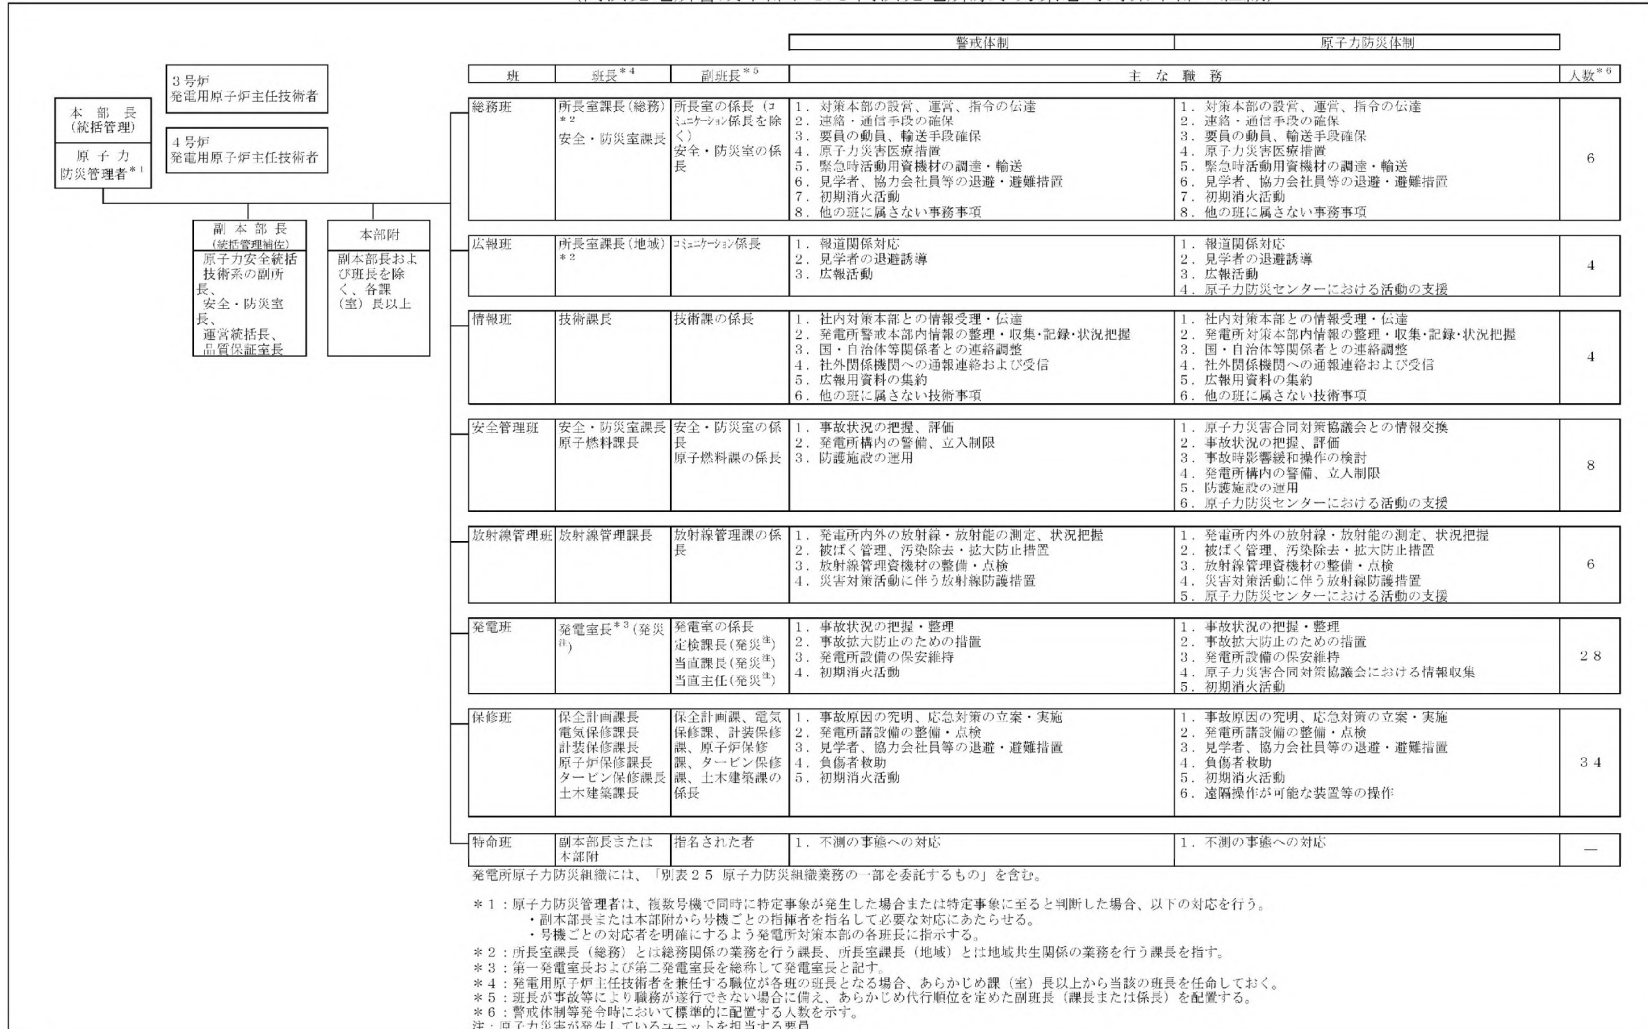 警戒体制
原子力防災体制
班
班長＊4
副班長＊5
主な職務
人数＊6
3号炉
発電用原子炉主任技術者
4号炉
発電用原子炉主任技術者
本部長
(統括管理)
原子力
防災管理者＊1
副本部長
(統括管理補佐)
原子力安全統括
技術系の副所
長、
安全・防災室
長、
運営統括長、
品質保証室長
本部附
副本部長およ
び班長を除
く、各課
(室)長以上
総務班
所長室課長(総務)
＊2
安全・防災室課長
所長室の係長(コ
ミュニケーション係長を除
く)
安全・防災室の係
長
1．対策本部の設営、運営、指令の伝達
2．連絡・通信手段の確保
3．要員の動員、輸送手段確保
4．原子力災害医療措置
5．緊急時活動用資機材の調達・輸送
6．見学者、協力会社員等の退避・避難措置
7．初期消火活動
8．他の班に属さない事務事項
1．対策本部の設営、運営、指令の伝達
2．連絡・通信手段の確保
3．要員の動員、輸送手段確保
4．原子力災害医療措置
5．緊急時活動用資機材の調達・輸送
6．見学者、協力会社員等の退避・避難措置
7．初期消火活動
8．他の班に属さない事務事項
6
広報班
所長室課長(地域)
＊2
コミュニケーション係長
1．報道関係対応
2．見学者の退避誘導
3．広報活動
1．報道関係対応
2．見学者の退避誘導
3．広報活動
4．原子力防災センターにおける活動の支援
4
情報班
技術課長
技術課の係長
1．社内対策本部との情報受理・伝達
2．発電所警戒本部内情報の整理・収集・記録・状況把握
3．国・自治体等関係者との連絡調整
4．社外関係機関への通報連絡および受信
5．広報用資料の集約
6．他の班に属さない技術事項
1．社内対策本部との情報受理・伝達
2．発電所対策本部内情報の整理・収集・記録・状況把握
3．国・自治体等関係者との連絡調整
4．社外関係機関への通報連絡および受信
5．広報用資料の集約
6．他の班に属さない技術事項
4
安全管理班
安全・防災室課長
原子燃料課長
安全・防災室の係
長
原子燃料課の係長
1．事故状況の把握、評価
2．発電所構内の警備、立入制限
3．防護施設の運用
1．原子力災害合同対策協議会との情報交換
2．事故状況の把握、評価
3．事故時影響緩和操作の検討
4．発電所構内の警備、立入制限
5．防護施設の運用
6．原子力防災センターにおける活動の支援
8
放射線管理班
放射線管理課長
放射線管理課の係
長
1．発電所内外の放射線・放射能の測定、状況把握
2．被ばく管理、汚染除去・拡大防止措置
3．放射線管理資機材の整備・点検
4．災害対策活動に伴う放射線防護措置
1．発電所内外の放射線・放射能の測定、状況把握
2．被ばく管理、汚染除去・拡大防止措置
3．放射線管理資機材の整備・点検
4．災害対策活動に伴う放射線防護措置
5．原子力防災センターにおける活動の支援
6
発電班
発電室長＊3(発災
注)
発電室の係長
定検課長(発災注)
当直課長(発災注)
当直主任(発災注)
1．事故状況の把握・整理
2．事故拡大防止のための措置
3．発電所設備の保安維持
4．初期消火活動
1．事故状況の把握・整理
2．事故拡大防止のための措置
3．発電所設備の保安維持
4．原子力災害合同対策協議会における情報収集
5．初期消火活動
28
保修班
保全計画課長
電気保修課長
計装保修課長
原子炉保修課長
タービン保修課長
土木建築課長
保全計画課、電気
保修課、計装保修
課、原子炉保修
課、タービン保修
課、土木建築課の
係長
1．事故原因の究明、応急対策の立案・実施
2．発電所諸設備の整備・点検
3．見学者、協力会社員等の退避・避難措置
4．負傷者救助
5．初期消火活動
1．事故原因の究明、応急対策の立案・実施
2．発電所諸設備の整備・点検
3．見学者、協力会社員等の退避・避難措置
4．負傷者救助
5．初期消火活動
6．遠隔操作が可能な装置等の操作
34
特命班
副本部長または
本部附
指名された者
1．不測の事態への対応
1．不測の事態への対応
―
発電所原子力防災組織には、「別表25 原子力防災組織業務の一部を委託するもの」を含む。
＊1：原子力防災管理者は、複数号機で同時に特定事象が発生した場合または特定事象に至ると判断した場合、以下の対応を行う。
・副本部長または本部附から号機ごとの指揮者を指名して必要な対応にあたらせる。
・号機ごとの対応者を明確にするよう発電所対策本部の各班長に指示する。
＊2：所長室課長（総務）とは総務関係の業務を行う課長、所長室課長（地域）とは地域共生関係の業務を行う課長を指す。
＊3：第一発電室長および第二発電室長を総称して発電室長と記す。
＊4：発電用原子炉主任技術者を兼任する職位が各班の班長となる場合、あらかじめ課（室）長以上から当該の班長を任命しておく。
＊5：班長が事故等により職務が遂行できない場合に備え、あらかじめ代行順位を定めた副班長（課長または係長）を配置する。
＊6：警戒体制等発令時において標準的に配置する人数を示す。
注：原子力災害が発生しているユニットを担当する要員